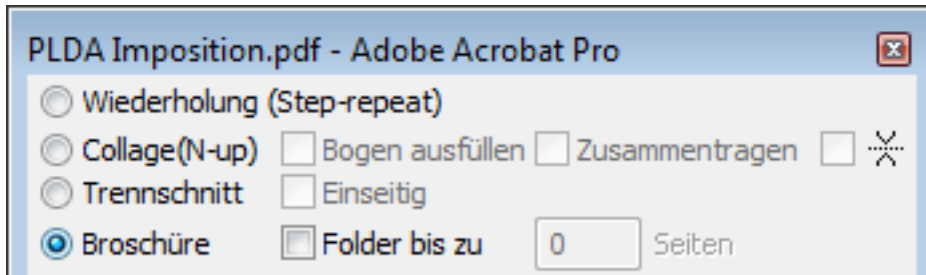 PLDA Imposition.pdf - Adobe Acrobat Pro
Wiederholung (Step-repeat)
Collage(N-up) Bogen ausfüllen Zusammentragen
Trennschnitt Einseitig
Broschüre Folder bis zu 0 Seiten